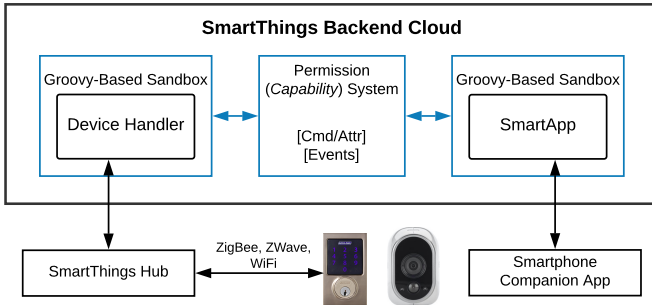 SmartThings Backend Cloud
Groovy-Based Sandbox
Device Handler
Permission
(Capability) System
[Cmd/Attr]
[Events]
Groovy-Based Sandbox
SmartApp
SmartThings Hub
ZigBee, ZWave,
WiFi
Smartphone
Companion App